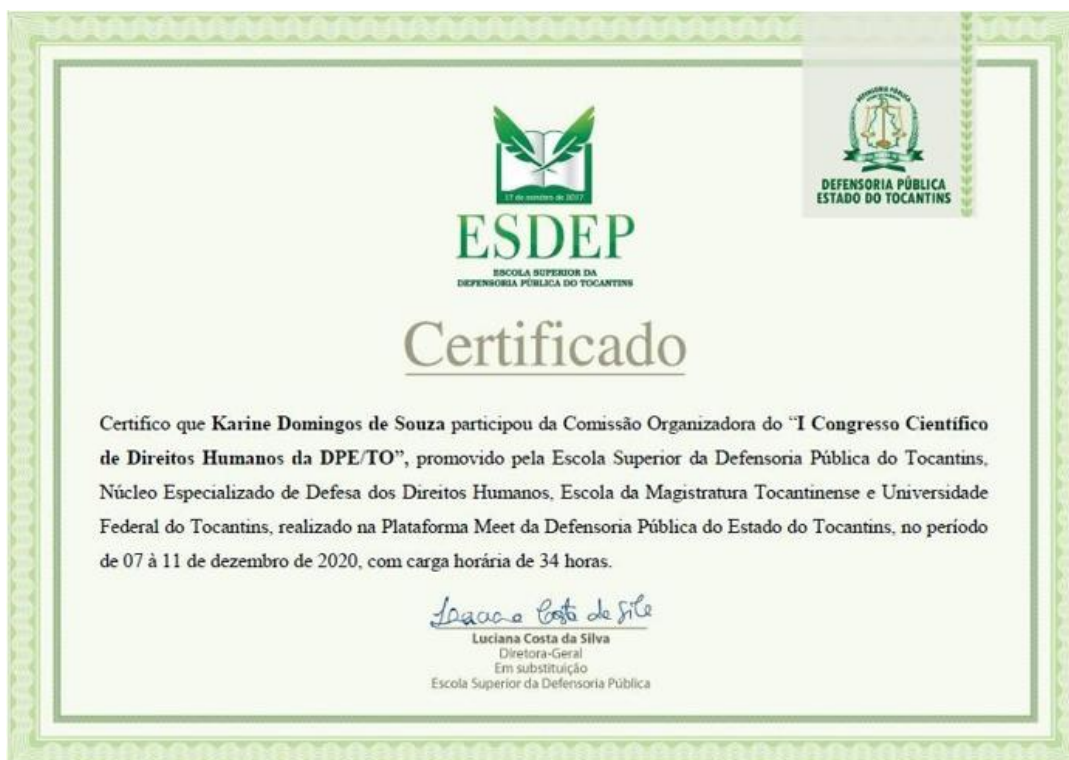 DEFENSORIA PÚBLICA
ESTADO DO TOCANTINS
17 de outubro de 2017
ESDEP
ESCOLA SUPERIOR DA
DEFENSORIA PÚBLICA DO TOCANTINS
Certificado
Certifico que Karine Domingos de Souza participou da Comissão Organizadora do “I Congresso Científico
de Direitos Humanos da DPE/TO”, promovido pela Escola Superior da Defensoria Pública do Tocantins,
Núcleo Especializado de Defesa dos Direitos Humanos, Escola da Magistratura Tocantinense e Universidade
Federal do Tocantins, realizado na Plataforma Meet da Defensoria Pública do Estado do Tocantins, no período
de 07 à 11 de dezembro de 2020, com carga horária de 34 horas.
Luciana Costa da Silva
Diretora-Geral
Em substituição
Escola Superior da Defensoria Pública